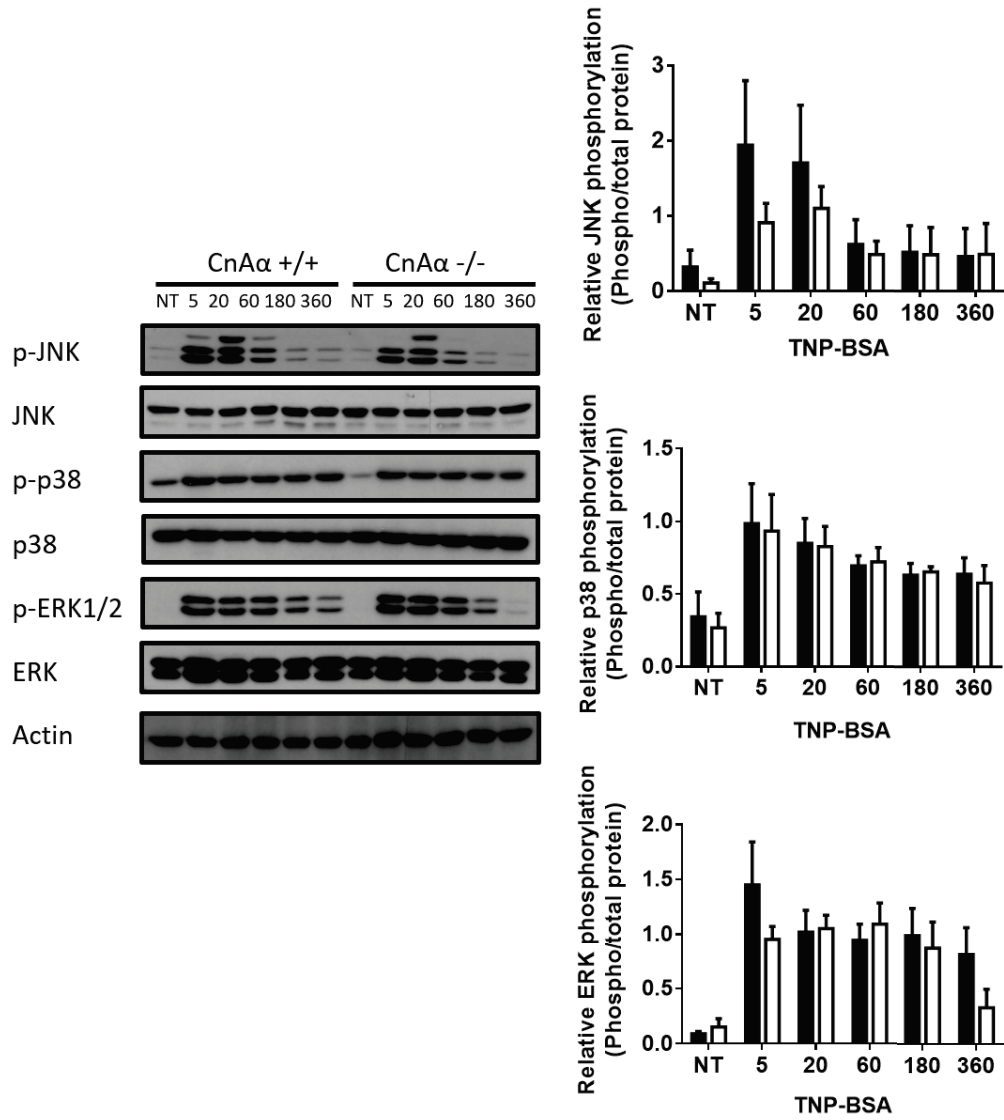 CnAα +/+ CnAα -/-
NT 5 20 60 180 360 NT 5 20 60 180 360
p-JNK
JNK
p-p38
p38
p-ERK1/2
ERK
Actin
Relative JNK phosphorylation
(Phospho/total protein)
3
2
1
0
NT 5 20 60 180 360
TNP-BSA
Relative p38 phosphorylation
(Phospho/total protein)
1.5
1.0
0.5
0.0
NT 5 20 60 180 360
TNP-BSA
Relative ERK phosphorylation
(Phospho/total protein)
2.0
1.5
1.0
0.5
0.0
NT 5 20 60 180 360
TNP-BSA